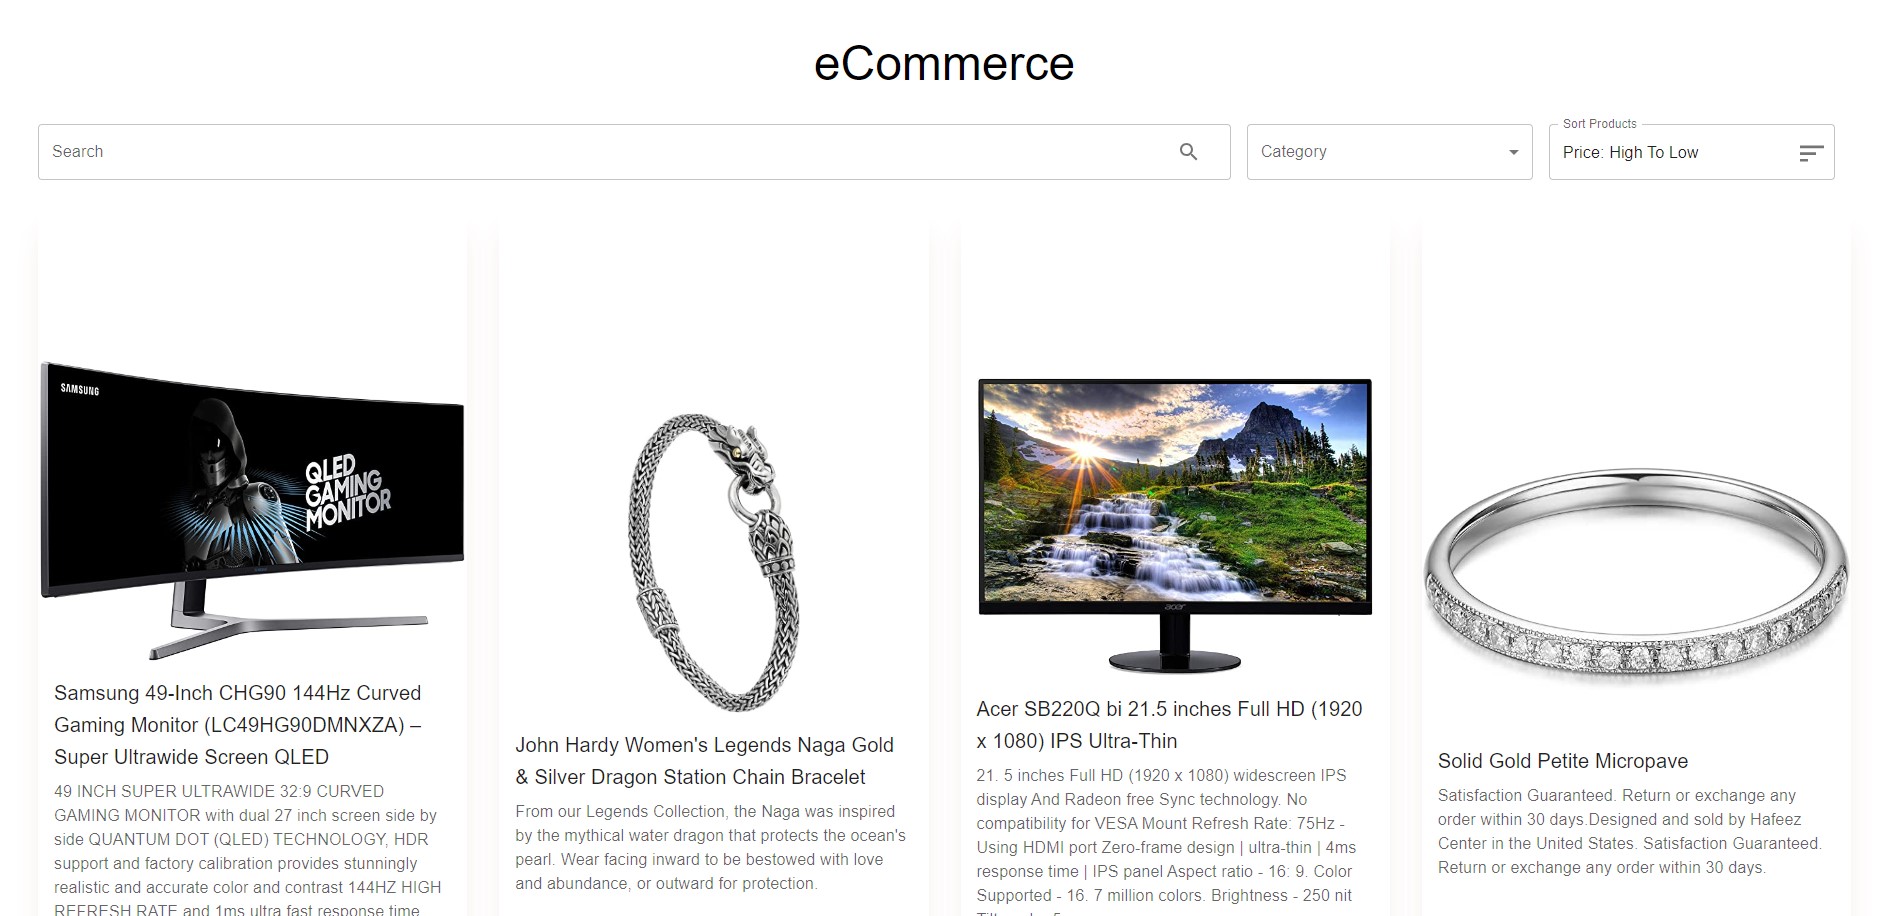 eCommerce
Search
Category
Sort Products
Price: High To Low
SAMSUNG
QLED
GAMING
MONITOR
Samsung 49-Inch CHG90 144Hz Curved
Gaming Monitor (LC49HG90DMNXZA) –
Super Ultrawide Screen QLED
49 INCH SUPER ULTRAWIDE 32:9 CURVED
GAMING MONITOR with dual 27 inch screen side by
side QUANTUM DOT (QLED) TECHNOLOGY, HDR
support and factory calibration provides stunningly
realistic and accurate color and contrast 144HZ HIGH
REFRESH RATE and 1ms ultra fast response time
John Hardy Women's Legends Naga Gold
& Silver Dragon Station Chain Bracelet
From our Legends Collection, the Naga was inspired
by the mythical water dragon that protects the ocean's
pearl. Wear facing inward to be bestowed with love
and abundance, or outward for protection.
acer
Acer SB220Q bi 21.5 inches Full HD (1920
x 1080) IPS Ultra-Thin
21. 5 inches Full HD (1920 x 1080) widescreen IPS
display And Radeon free Sync technology. No
compatibility for VESA Mount Refresh Rate: 75Hz -
Using HDMI port Zero-frame design | ultra-thin | 4ms
response time | IPS panel Aspect ratio - 16: 9. Color
Supported - 16. 7 million colors. Brightness - 250 nit
Solid Gold Petite Micropave
Satisfaction Guaranteed. Return or exchange any
order within 30 days.Designed and sold by Hafeez
Center in the United States. Satisfaction Guaranteed.
Return or exchange any order within 30 days.